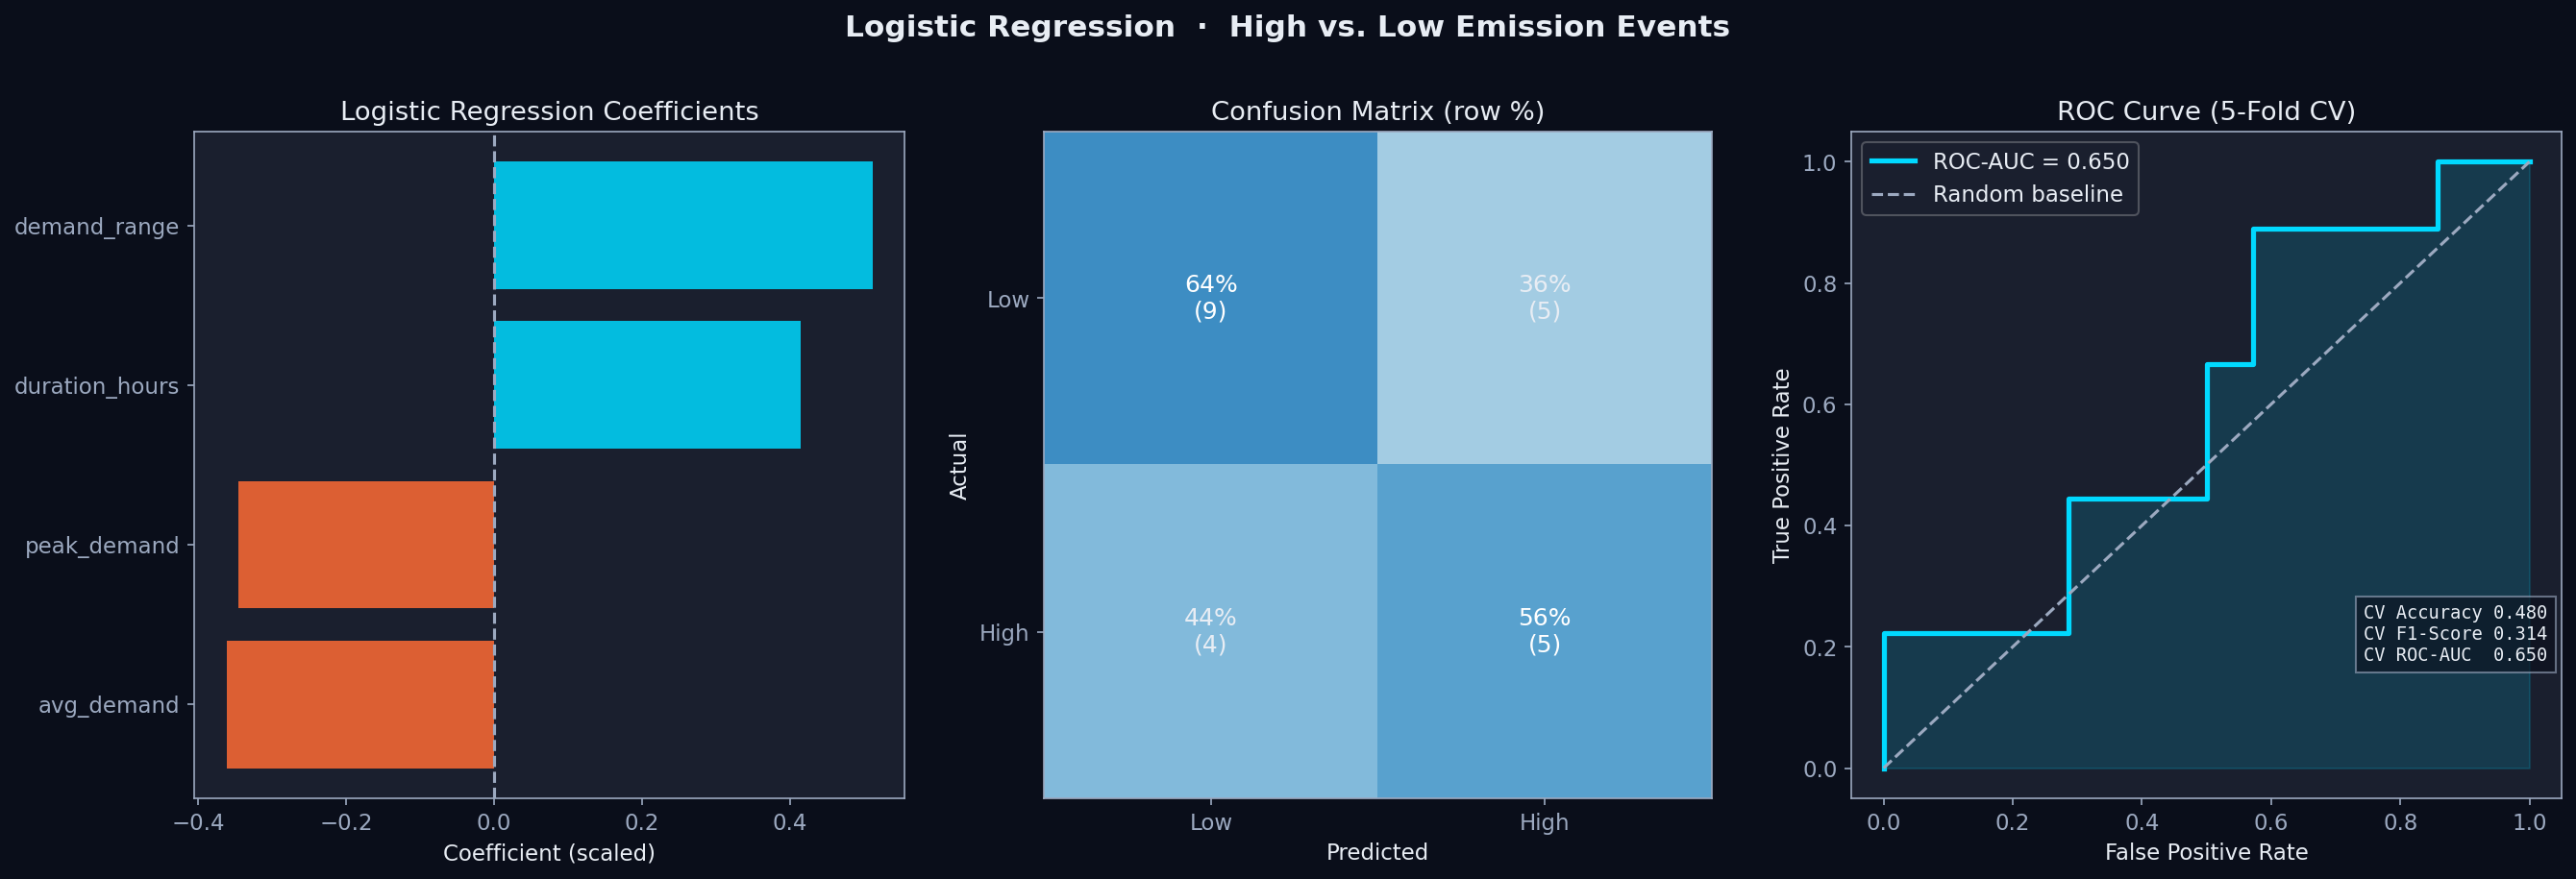 Logistic Regression · High vs. Low Emission Events
Logistic Regression Coefficients
demand_range
duration_hours
peak_demand
avg_demand
−0.4
−0.2
0.0
0.2
0.4
Coefficient (scaled)
Confusion Matrix (row %)
Actual
Low
High
64%
(9)
36%
(5)
44%
(4)
56%
(5)
Low
High
Predicted
ROC Curve (5-Fold CV)
True Positive Rate
1.0
0.8
0.6
0.4
0.2
0.0
ROC-AUC = 0.650
Random baseline
CV Accuracy 0.480
CV F1-Score 0.314
CV ROC-AUC 0.650
0.0
0.2
0.4
0.6
0.8
1.0
False Positive Rate